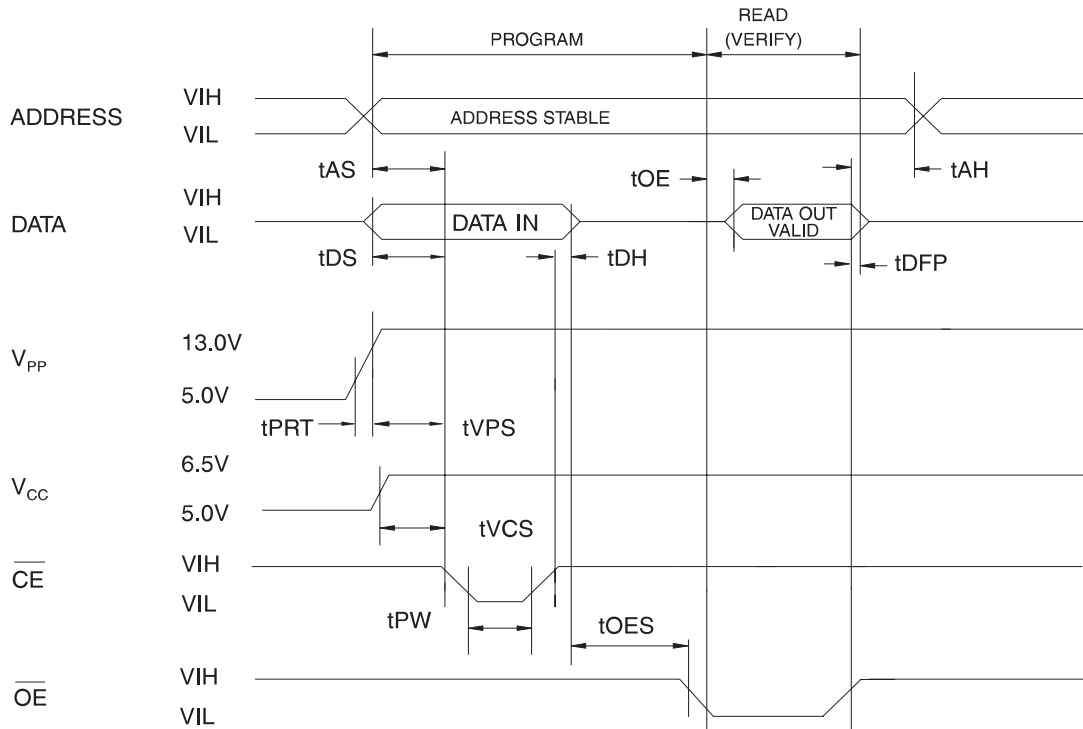 READ
PROGRAM (VERIFY)
VIH
ADDRESS ADDRESS STABLE
VIL
tAS tOE tAH
VIH
DATA DATA IN DATA OUT
VIL VALID
tDS tDH tDFP
13.0V
VPP
5.0V
tPRT tVPS
6.5V
VCC
5.0V
tVCS
VIH
CE
VIL
tPW tOES
VIH
OE
VIL